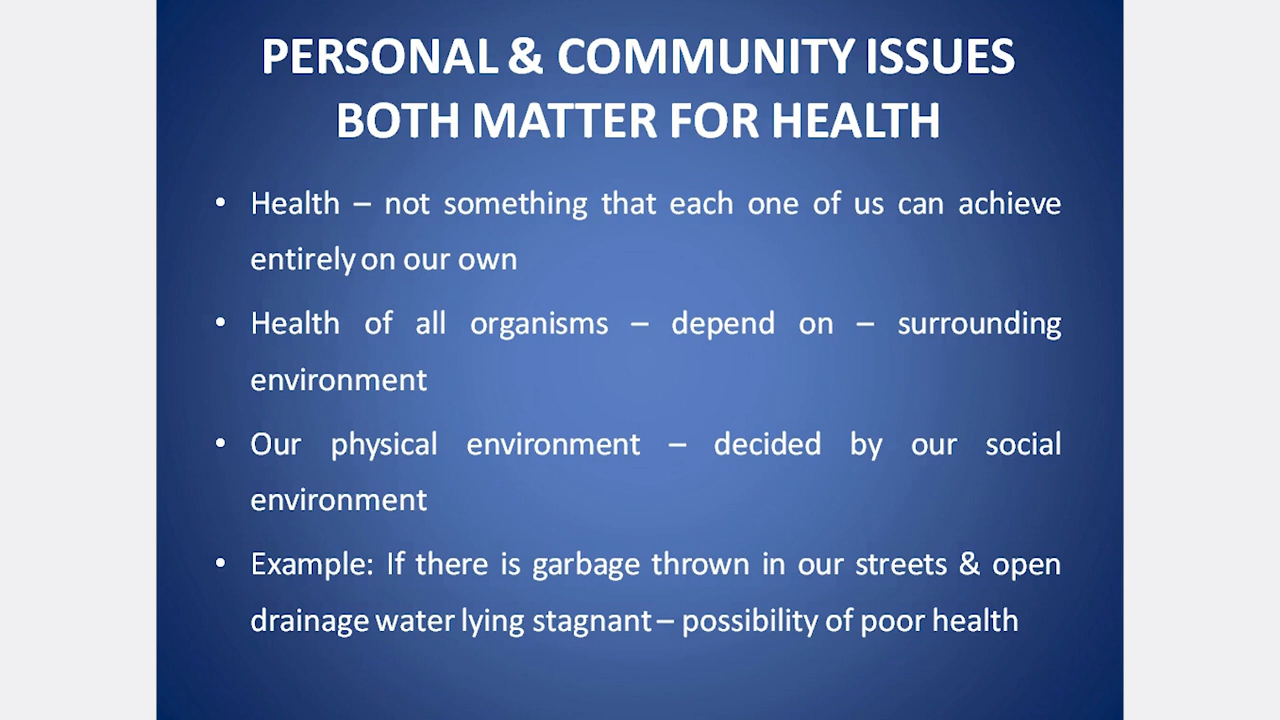 PERSONAL & COMMUNITY ISSUES
BOTH MATTER FOR HEALTH
• Health – not something that each one of us can achieve
entirely on our own
• Health of all organisms – depend on – surrounding
environment
• Our physical environment – decided by our social
environment
• Example: If there is garbage thrown in our streets & open
drainage water lying stagnant – possibility of poor health